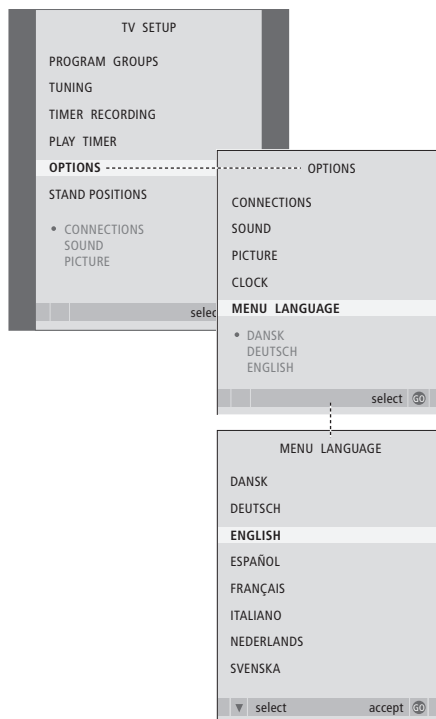 TV SETUP
PROGRAM GROUPS
TUNING
TIMER RECORDING
PLAY TIMER
OPTIONS
STAND POSITIONS
• CONNECTIONS
SOUND
PICTURE
selec
OPTIONS
CONNECTIONS
SOUND
PICTURE
CLOCK
MENU LANGUAGE
• DANSK
DEUTSCH
ENGLISH
select GO
MENU LANGUAGE
DANSK
DEUTSCH
ENGLISH
ESPAÑOL
FRANÇAIS
ITALIANO
NEDERLANDS
SVENSKA
▼ select accept GO